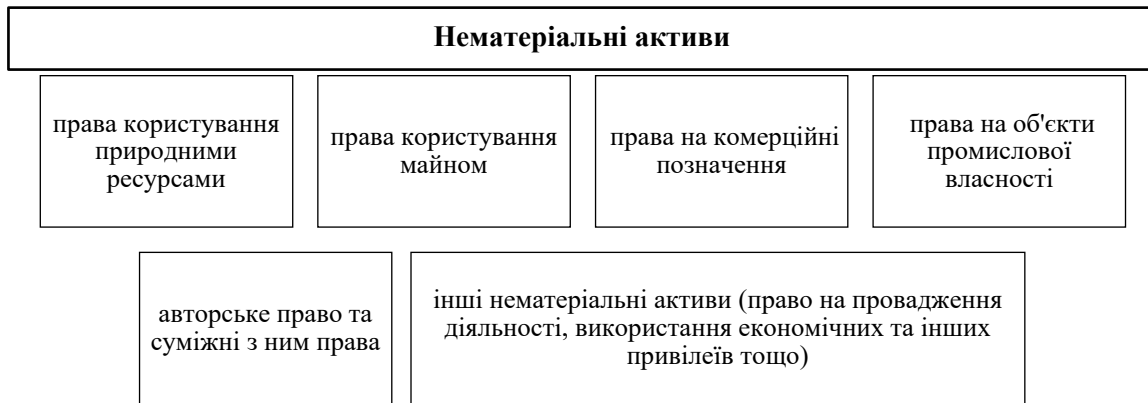 Нематеріальні активи
права користування
природними
ресурсами
права користування
майном
права на комерційні
позначення
права на об'єкти
промислової
власності
авторське право та
суміжні з ним права
інші нематеріальні активи (право на провадження
діяльності, використання економічних та інших
привілеїв тощо)